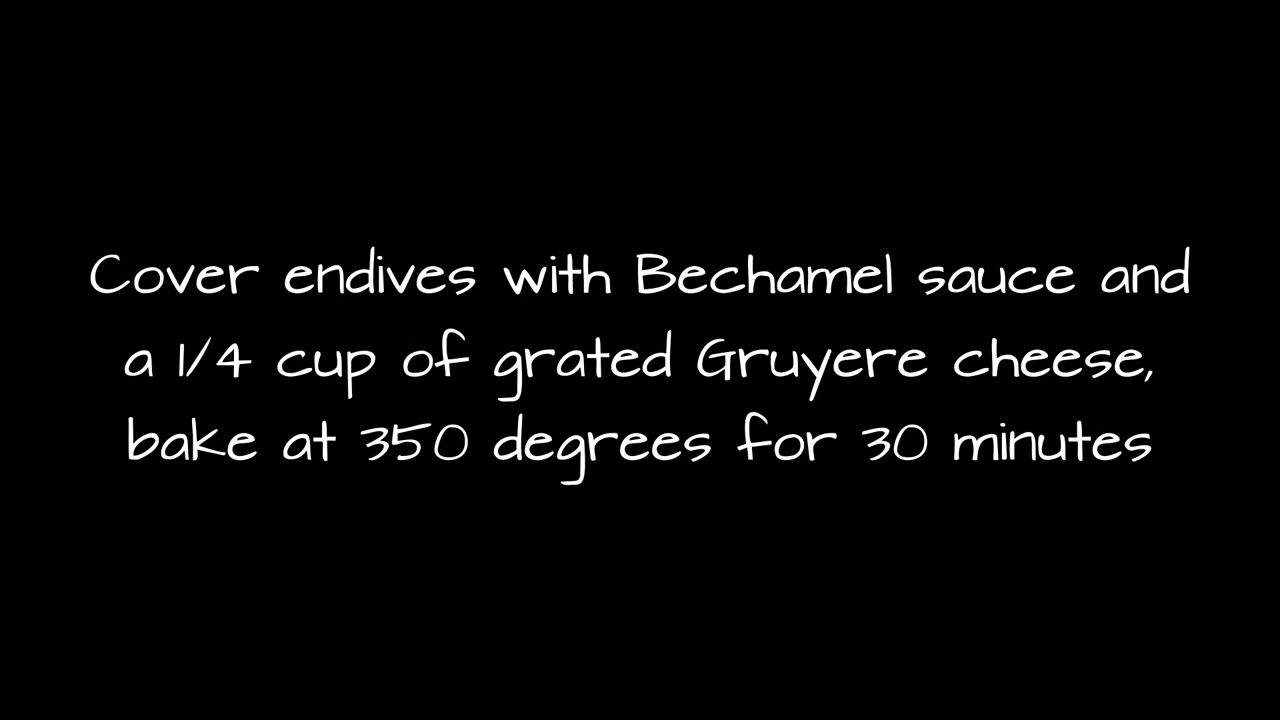 Cover endives with Bechamel sauce and
a 1/4 cup of grated Gruyere cheese,
bake at 350 degrees for 30 minutes